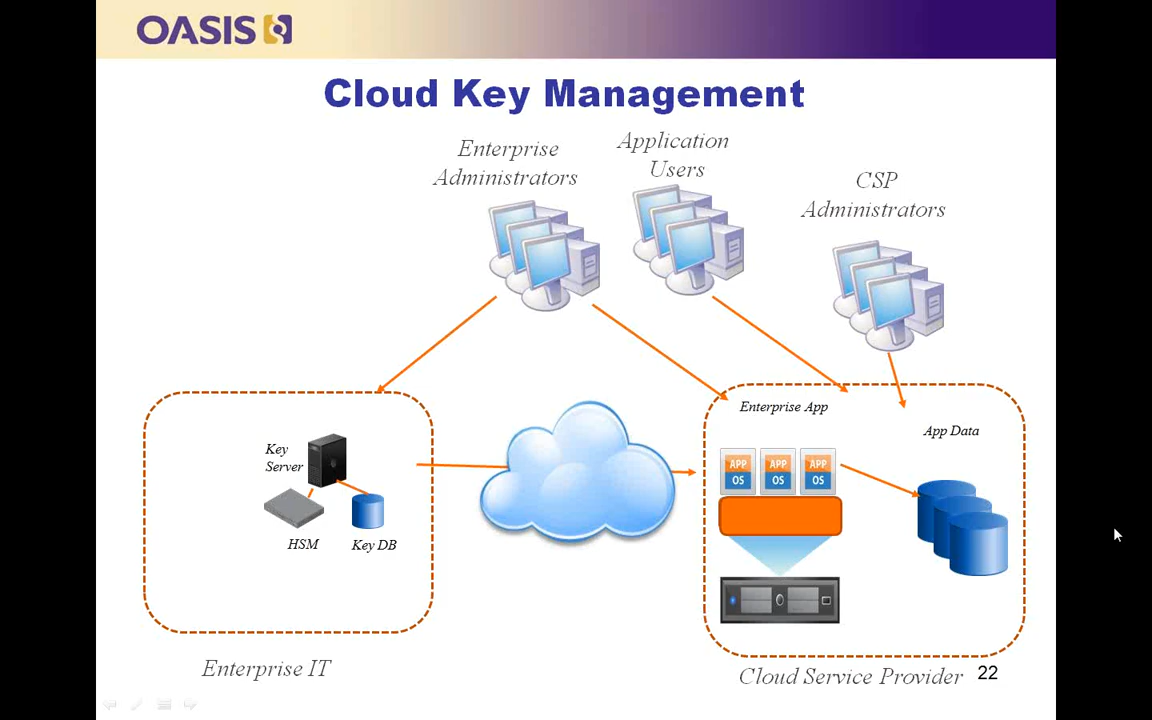 OASIS
Cloud Key Management
Enterprise
Administrators
Application
Users
CSP
Administrators
Key
Server
HSM
Key DB
Enterprise IT
Enterprise App
APP
OS
APP
OS
APP
OS
App Data
Cloud Service Provider
22